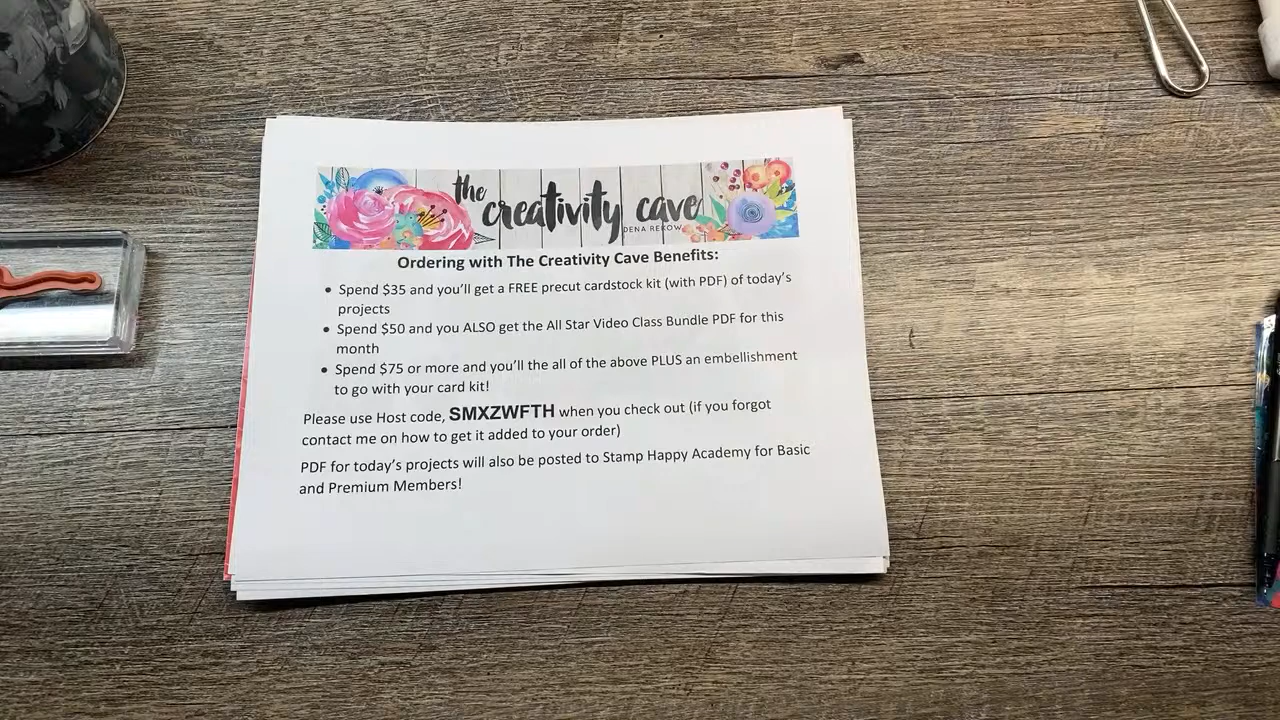 the creativity cave
DENA REKOW
Ordering with The Creativity Cave Benefits:
• Spend $35 and you'll get a FREE precut cardstock kit (with PDF) of today's
projects
• Spend $50 and you ALSO get the All Star Video Class Bundle PDF for this
month
• Spend $75 or more and you'll the all of the above PLUS an embellishment
to go with your card kit!
Please use Host code, SMXZWFTH when you check out (if you forgot
contact me on how to get it added to your order)
PDF for today's projects will also be posted to Stamp Happy Academy for Basic
and Premium Members!